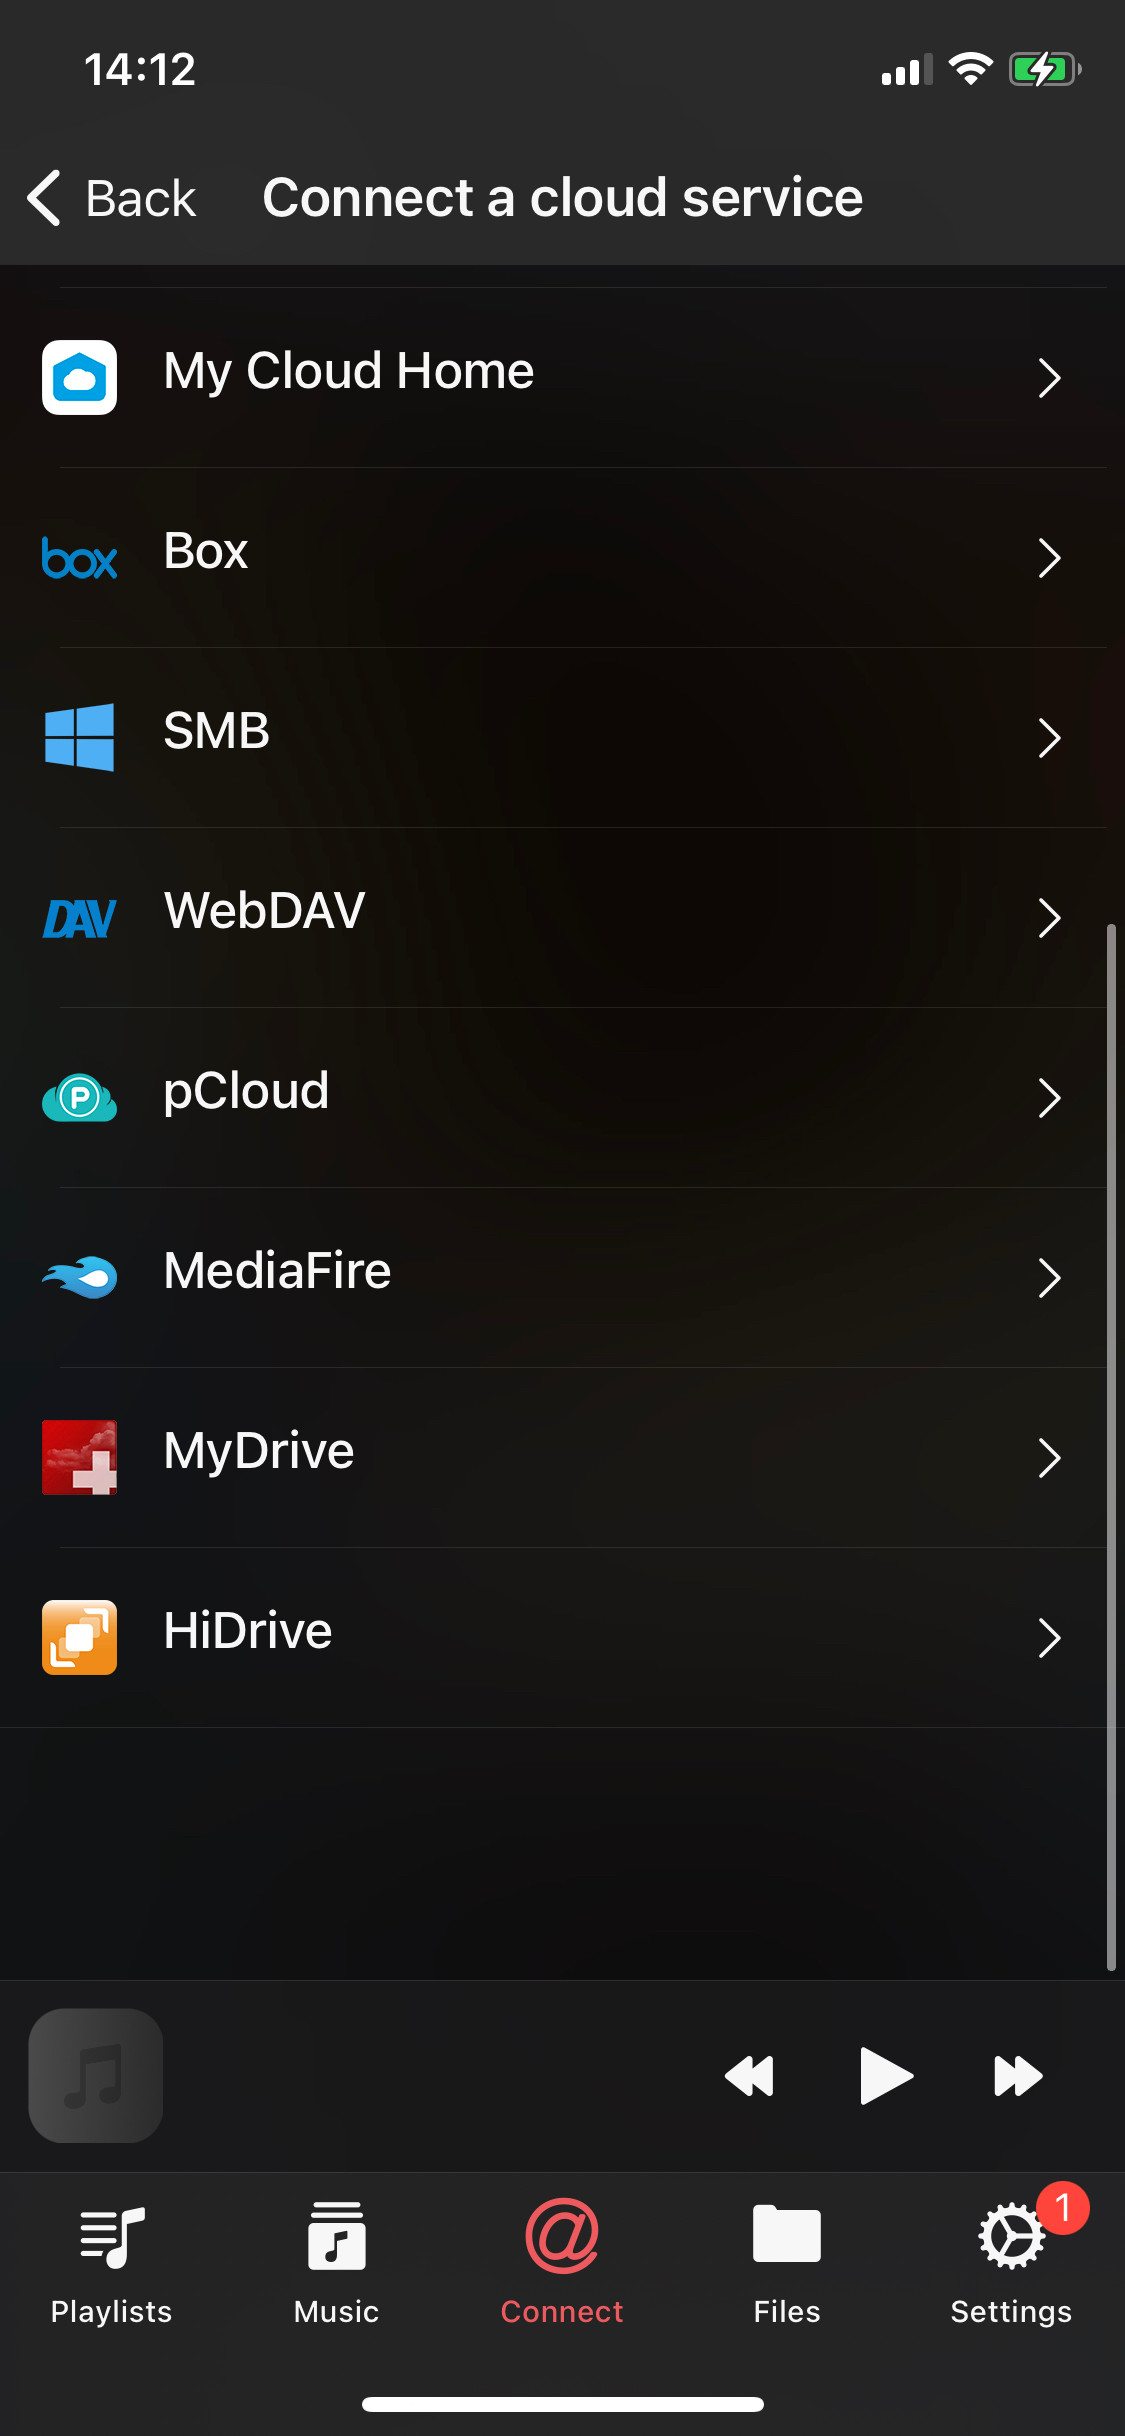 14:12
Back
Connect a cloud service
My Cloud Home
box
Box
SMB
DAV
WebDAV
P
pCloud
MediaFire
MyDrive
HiDrive
1
Playlists
Music
@
Connect
Files
Settings